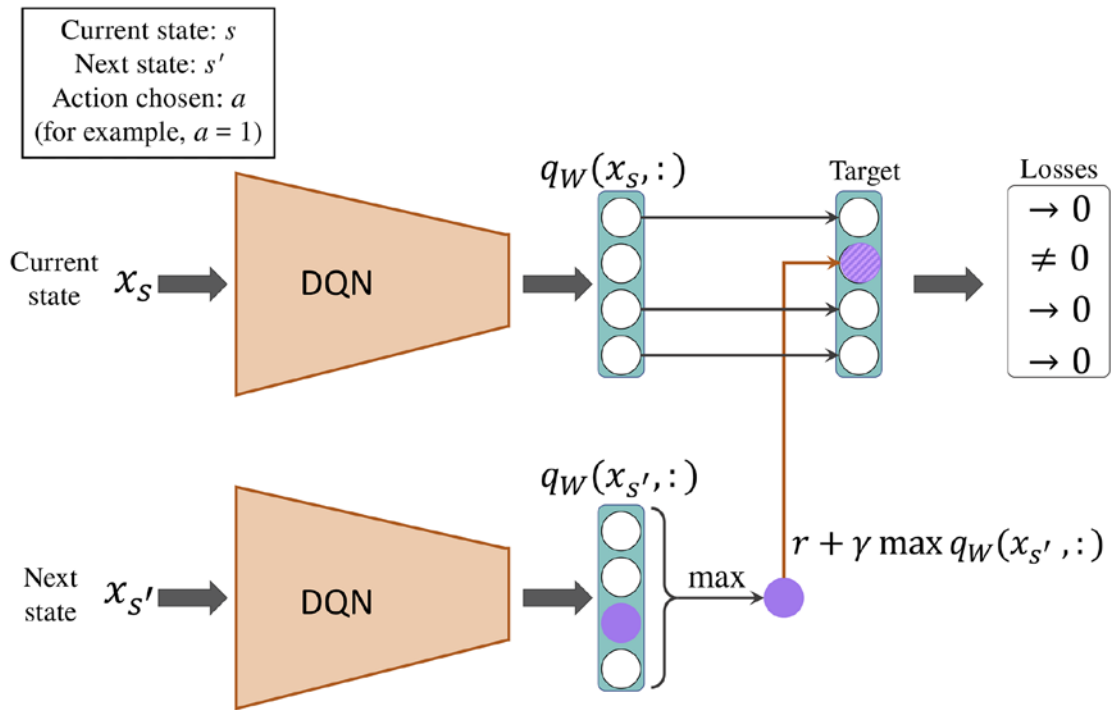 Current state: s
Next state: s′
Action chosen: a
(for example, a = 1)
q_W(x_s, :)
Target
Losses
→ 0
≠ 0
→ 0
→ 0
Current
state
x_s
DQN
q_W(x_s′, :)
r + γ max q_W(x_s′ , :)
max
Next
state
x_s′
DQN